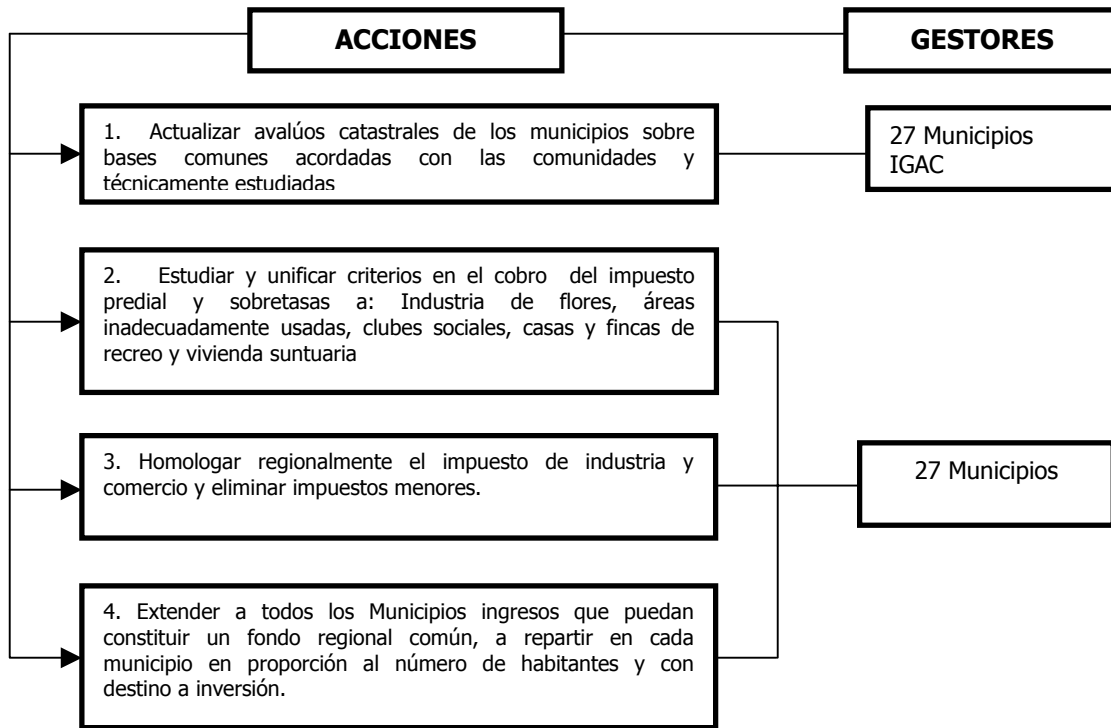 ACCIONES
GESTORES
1. Actualizar avalúos catastrales de los municipios sobre
bases comunes acordadas con las comunidades y
técnicamente estudiadas
27 Municipios
IGAC
2. Estudiar y unificar criterios en el cobro del impuesto
predial y sobretasas a: Industria de flores, áreas
inadecuadamente usadas, clubes sociales, casas y fincas de
recreo y vivienda suntuaria
3. Homologar regionalmente el impuesto de industria y
comercio y eliminar impuestos menores.
27 Municipios
4. Extender a todos los Municipios ingresos que puedan
constituir un fondo regional común, a repartir en cada
municipio en proporción al número de habitantes y con
destino a inversión.